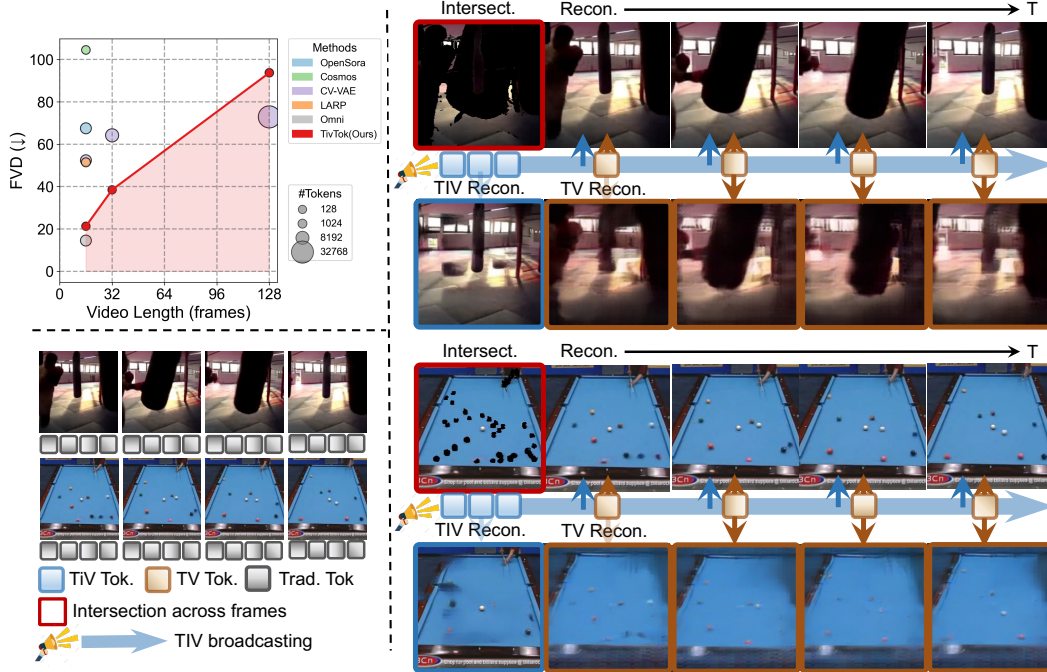 100
80
60
40
20
0
FVD (↓)
0
32
64
96
128
Video Length (frames)
Methods
OpenSora
Cosmos
CV-VAE
LARP
Omni
TivTok(Ours)
#Tokens
128
1024
8192
32768
TiV Tok.
TV Tok.
Trad. Tok
Intersection across frames
TIV broadcasting
Intersect.
Recon.
T
TIV Recon.
TV Recon.
Intersect.
Recon.
T
TIV Recon.
TV Recon.